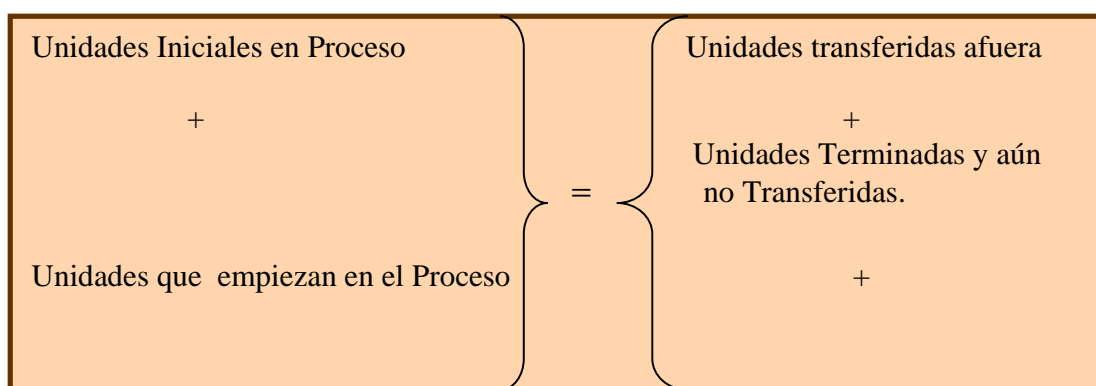 Unidades Iniciales en Proceso
+
Unidades que empiezan en el Proceso
=
Unidades transferidas afuera
+
Unidades Terminadas y aún
no Transferidas.
+